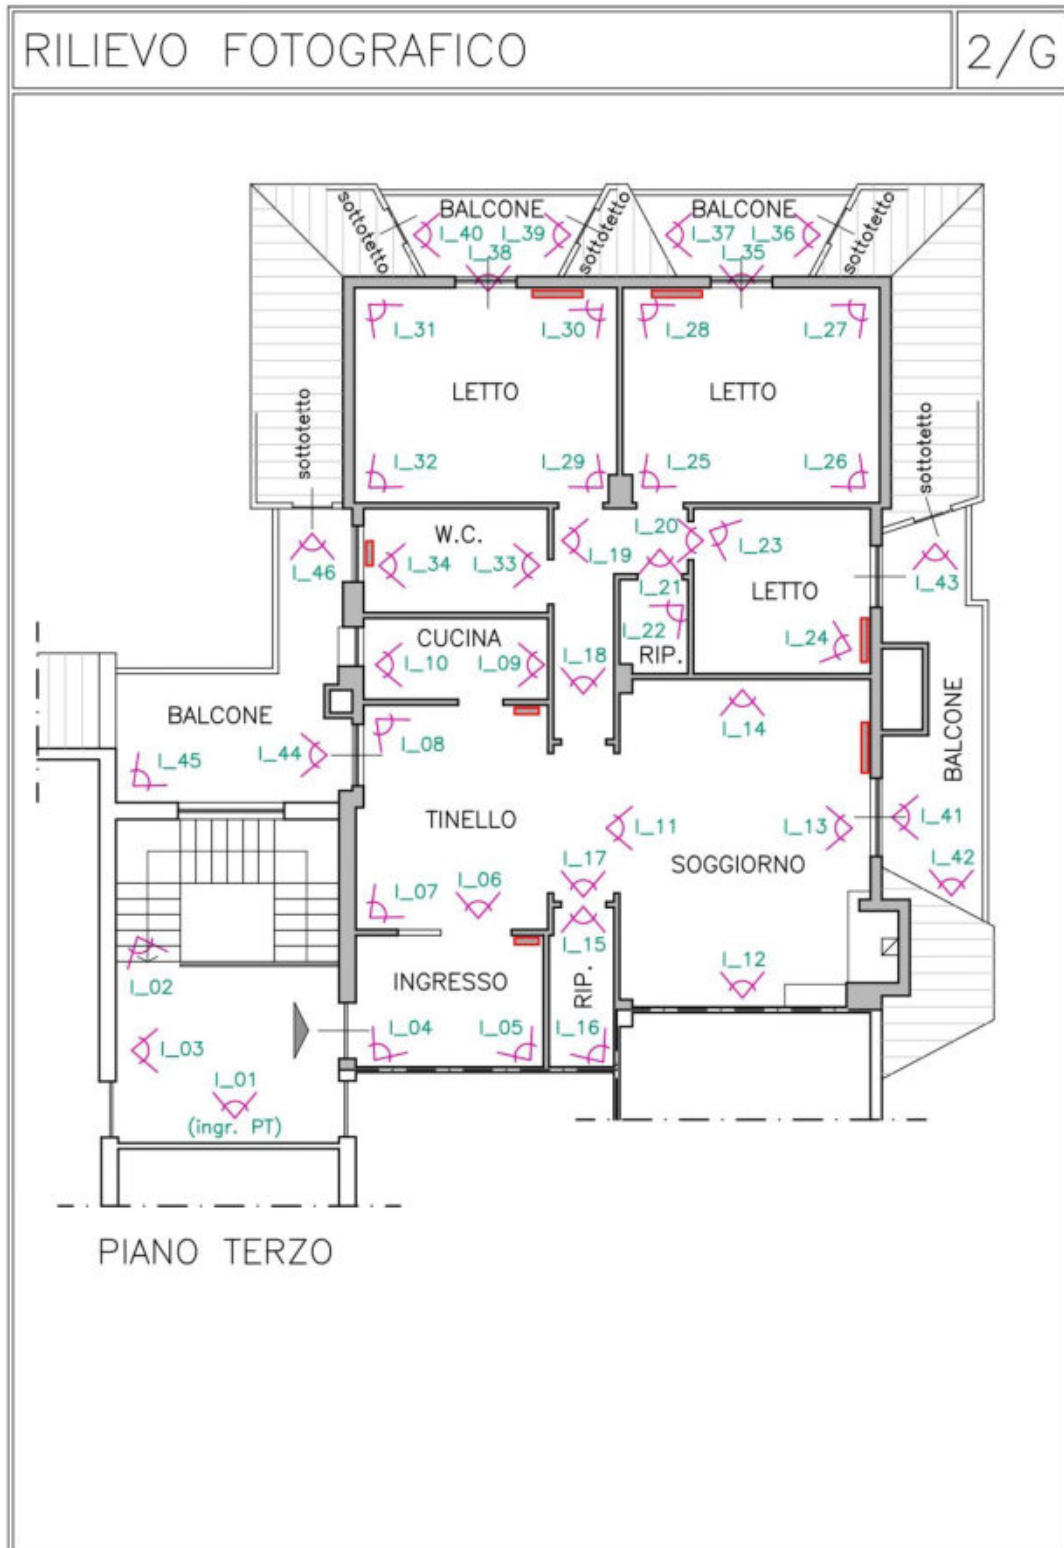 RILIEVO FOTOGRAFICO
2/G
sottotetto
BALCONE
sottotetto
BALCONE
sottotetto
I_40
I_39
I_37
I_36
I_38
I_35
I_31
I_30
I_28
I_27
LETTO
LETTO
sottotetto
sottotetto
I_32
I_29
I_25
I_26
W.C.
I_20
I_19
I_23
I_34
I_33
I_46
I_21
I_43
LETTO
I_22
CUCINA
I_24
I_10
I_09
I_18
RIP.
BALCONE
BALCONE
I_14
I_08
I_44
I_45
TINELLO
I_11
I_13
I_41
I_17
SOGGIORNO
I_42
I_06
I_07
I_15
I_12
I_02
INGRESSO
RIP.
I_04
I_05
I_16
I_03
I_01
(ingr. PT)
PIANO TERZO